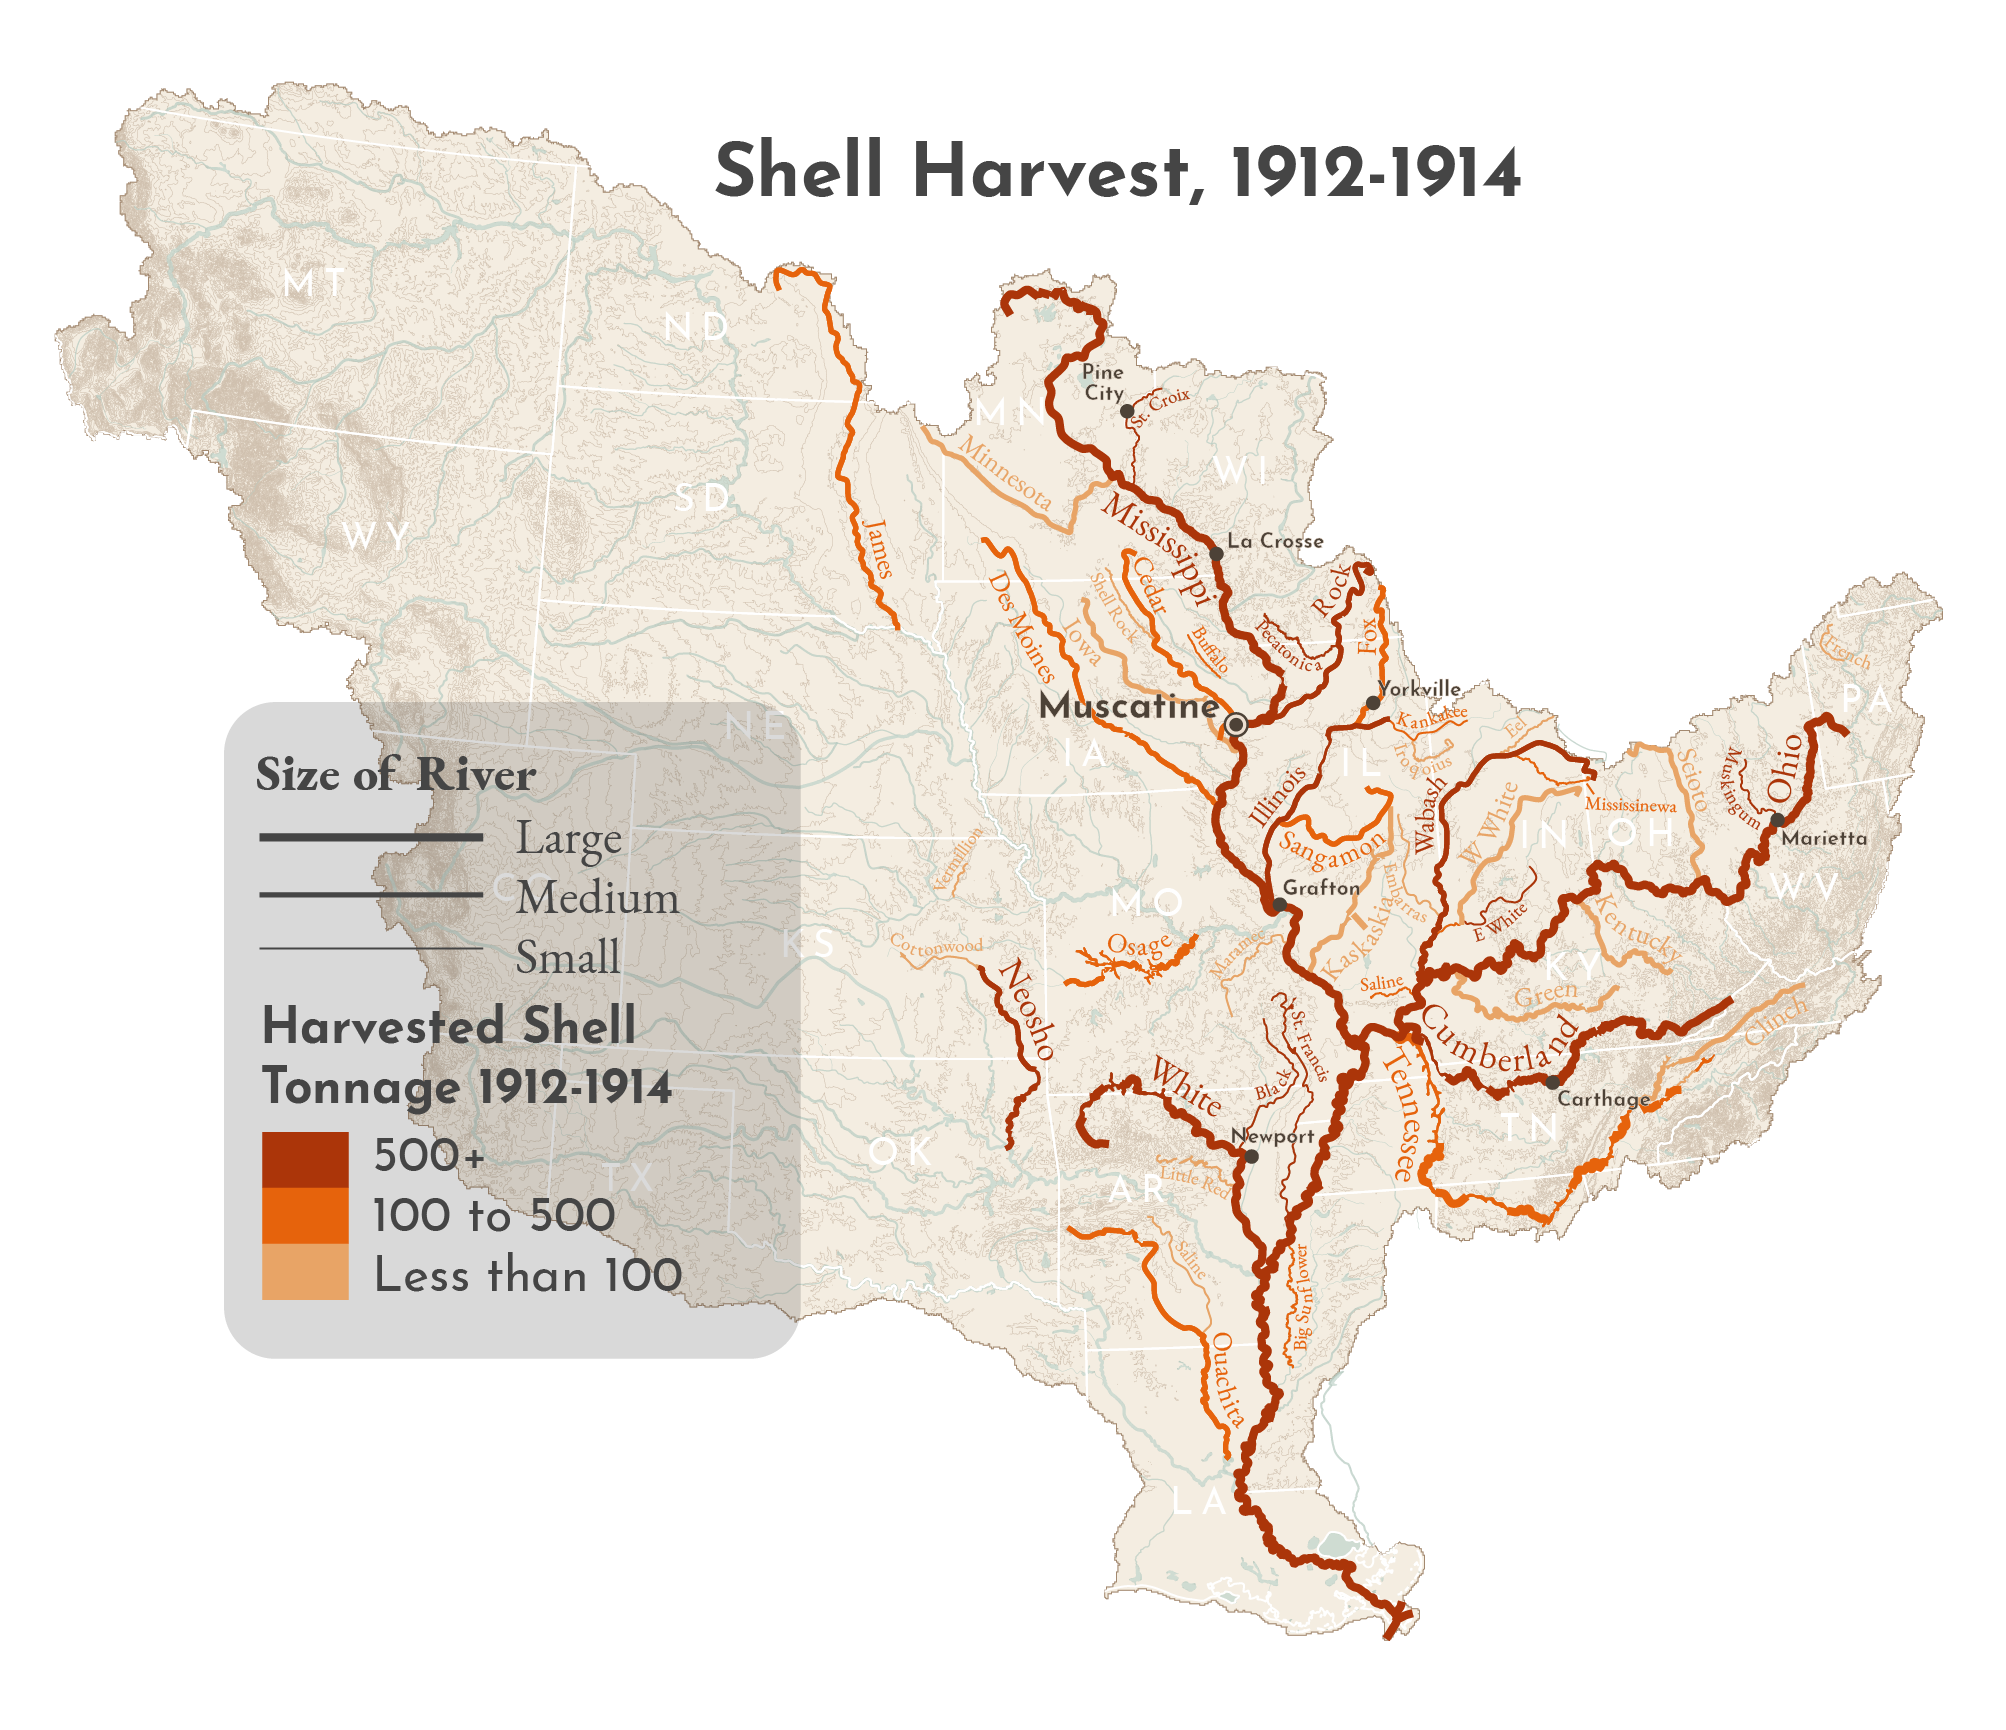 Shell Harvest, 1912-1914
MT
ND
Pine
City
St. Croix
MN
Minnesota
WI
SD
WY
James
Mississippi
La Crosse
Des Moines
Iowa
Shell Rock
Cedar
Buffalo
Pecatonica
Rock
Fox
French
PA
Yorkville
Kankakee
Eel
Iroqoius
Muscatine
IA
NE
IL
Illinois
Sangamon
Wabash
W White
Mississinewa
IN
OH
Scioto
Muskingum
Ohio
Marietta
WV
Size of River
Large
Medium
Small
CO
KS
Vermillion
Cottonwood
MO
Osage
Grafton
Maramec
Kaskaskia
Embarras
E White
Kentucky
KY
Saline
Green
Clinch
Neosho
St. Francis
Black
Cumberland
Carthage
Tennessee
TN
White
Newport
Little Red
Harvested Shell
Tonnage 1912-1914
500+
100 to 500
Less than 100
TX
OK
AR
Saline
Ouachita
Big Sunflower
LA